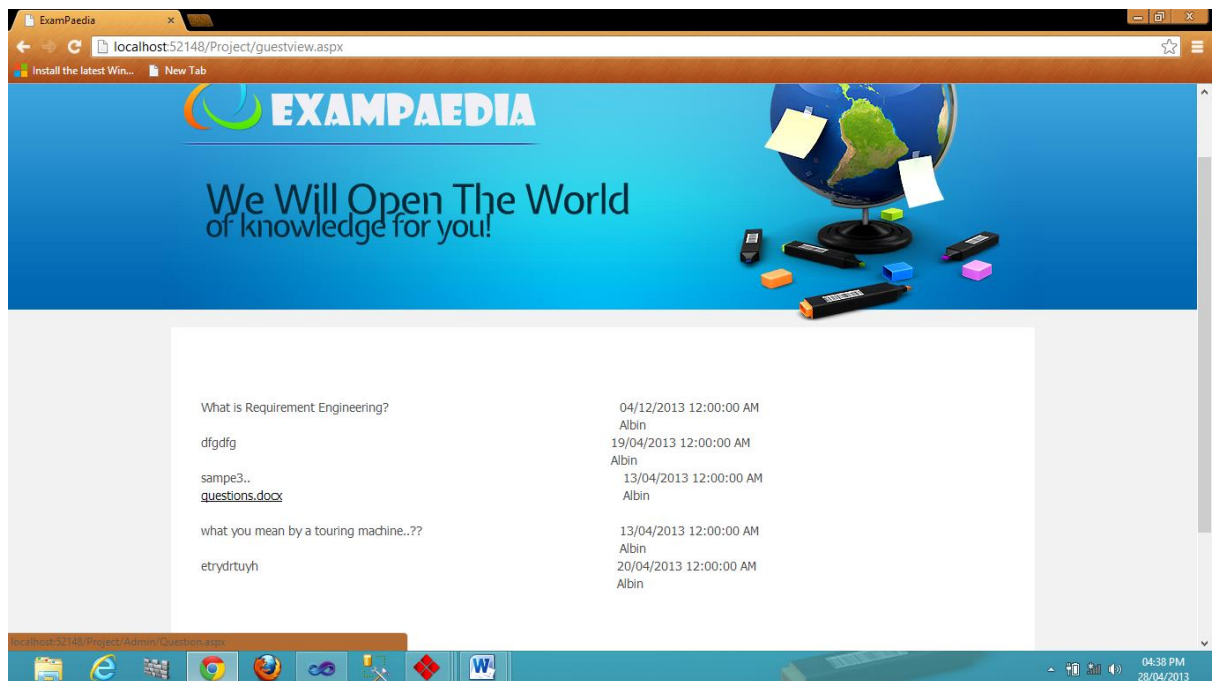 ExamPaedia
localhost:52148/Project/guestview.aspx
Install the latest Win... New Tab
EXAMPAEDIA
We Will Open The World
of knowledge for you!
What is Requirement Engineering? 04/12/2013 12:00:00 AM
Albin
dfgdfg 19/04/2013 12:00:00 AM
Albin
sampe3.. 13/04/2013 12:00:00 AM
questions.docx Albin
what you mean by a touring machine..?? 13/04/2013 12:00:00 AM
Albin
etrydrtuyh 20/04/2013 12:00:00 AM
Albin
localhost:52148/Project/Admin/Question.aspx
04:38 PM
28/04/2013